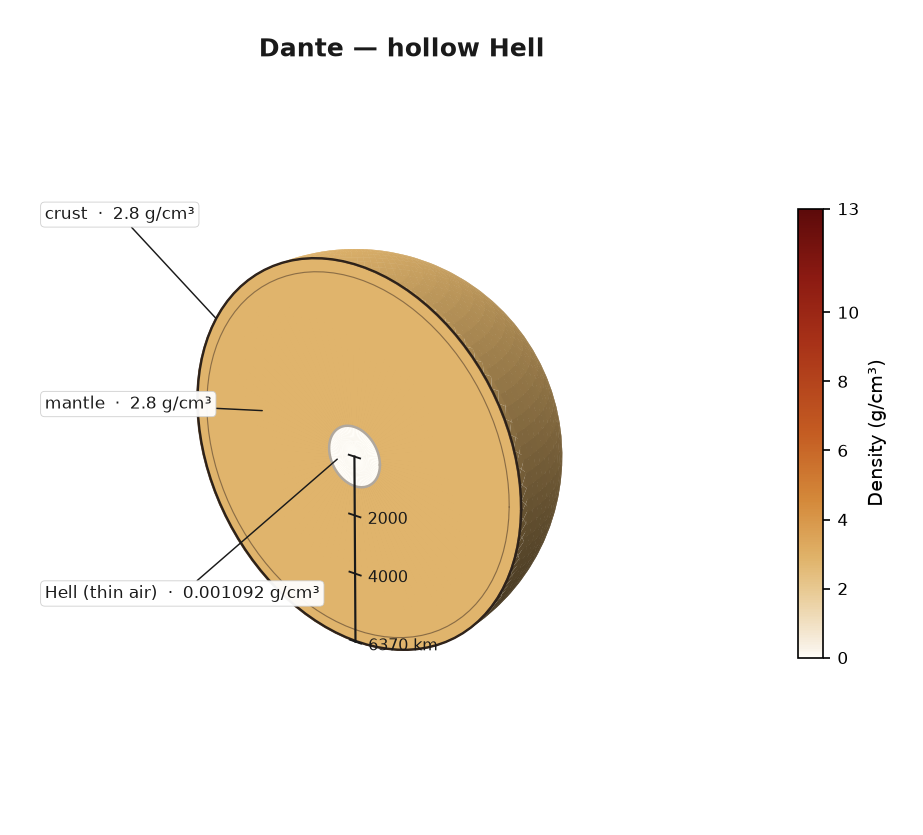 Dante — hollow Hell
crust · 2.8 g/cm³
mantle · 2.8 g/cm³
Hell (thin air) · 0.001092 g/cm³
2000
4000
6370 km
13
10
8
6
4
2
0
Density (g/cm³)